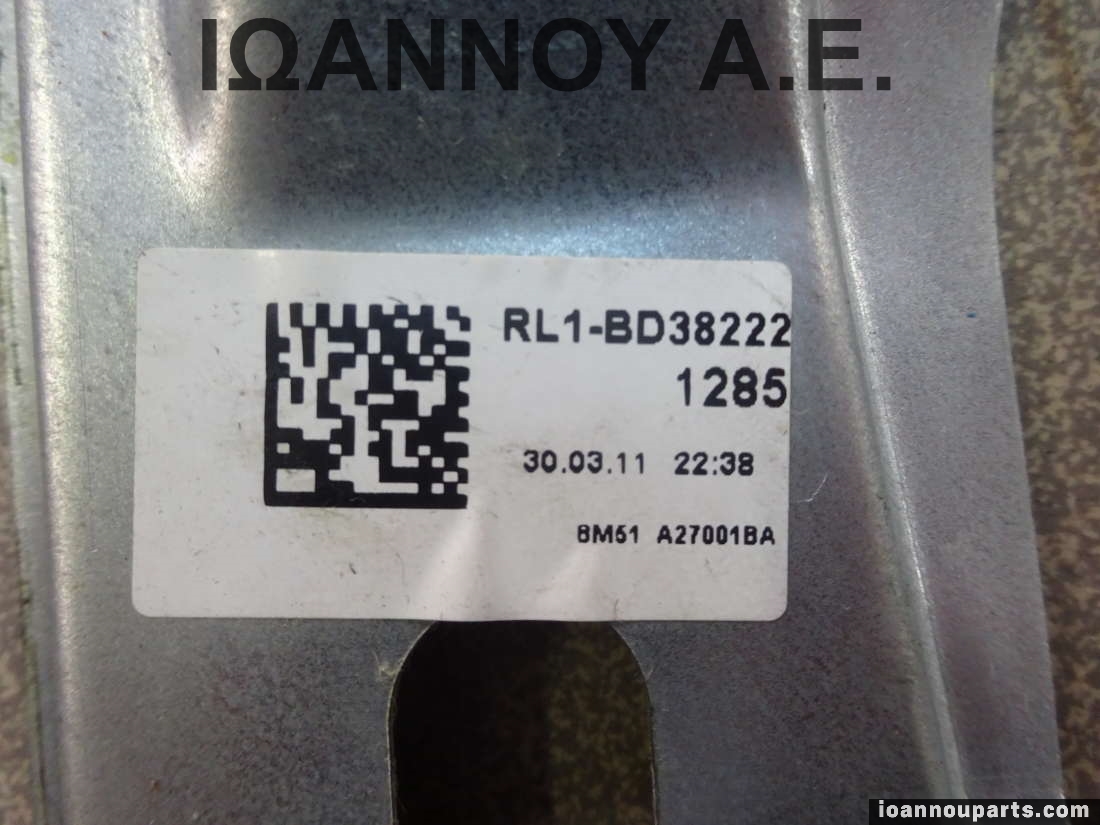 ΙΩΑΝΝΟΥ Α.Ε.
RL1-BD38222
1285
30.03.11 22:38
8M51 A27001BA
ioannouparts.com